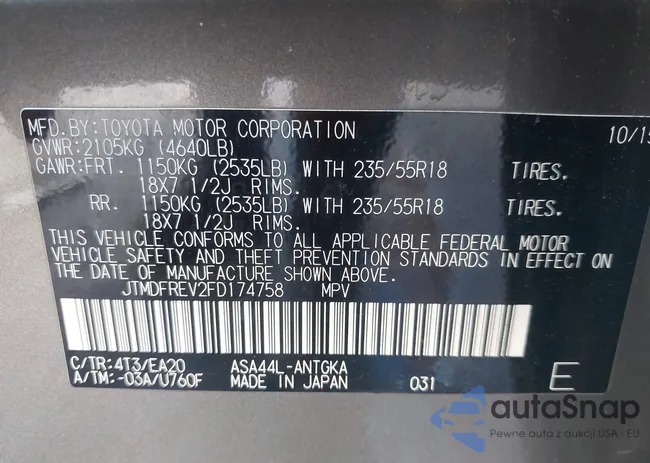 MFD.BY:TOYOTA MOTOR CORPORATION 10/15
GVWR:2105KG (4640LB)
GAWR:FRT. 1150KG (2535LB) WITH 235/55R18 TIRES.
18X7 1/2J RIMS.
RR. 1150KG (2535LB) WITH 235/55R18 TIRES.
18X7 1/2J RIMS.
THIS VEHICLE CONFORMS TO ALL APPLICABLE FEDERAL MOTOR
VEHICLE SAFETY AND THEFT PREVENTION STANDARDS IN EFFECT ON
THE DATE OF MANUFACTURE SHOWN ABOVE.
JTMDFREV2FD174758 MPV
C/TR:4T3/EA20 ASA44L-ANTGKA
A/TM:-03A/U760F MADE IN JAPAN 031 E
autaSnap
Pewne auta z aukcji USA - EU